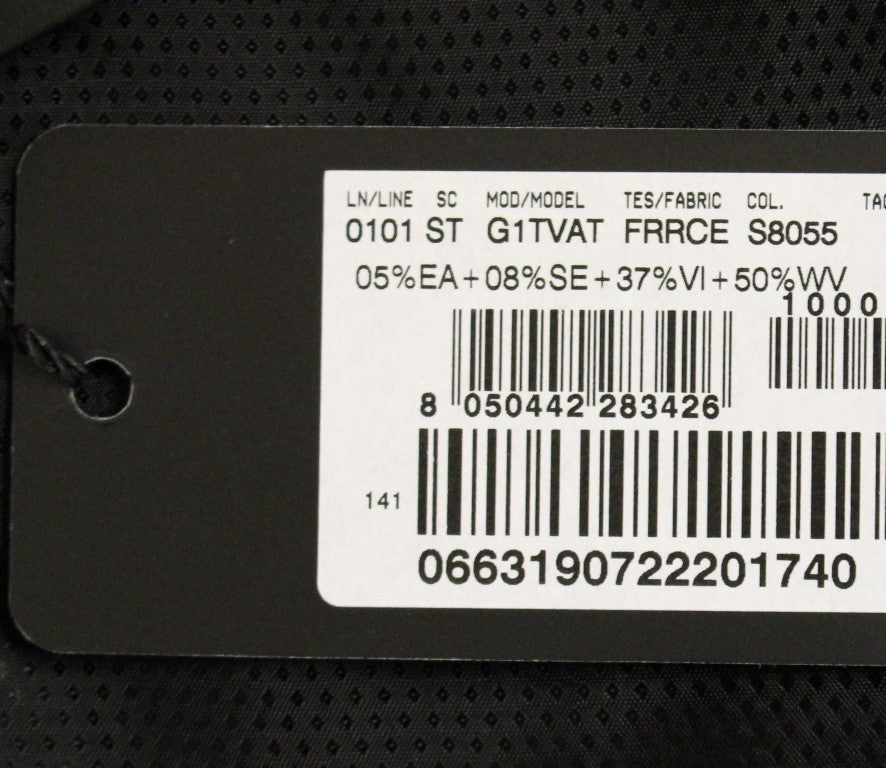 LN/LINE SC MOD/MODEL TES/FABRIC COL.
0101 ST G1TVAT FRRCE S8055
05%EA+08%SE+37%VI+50%WV
1000
8 050442 283426
141
0663190722201740